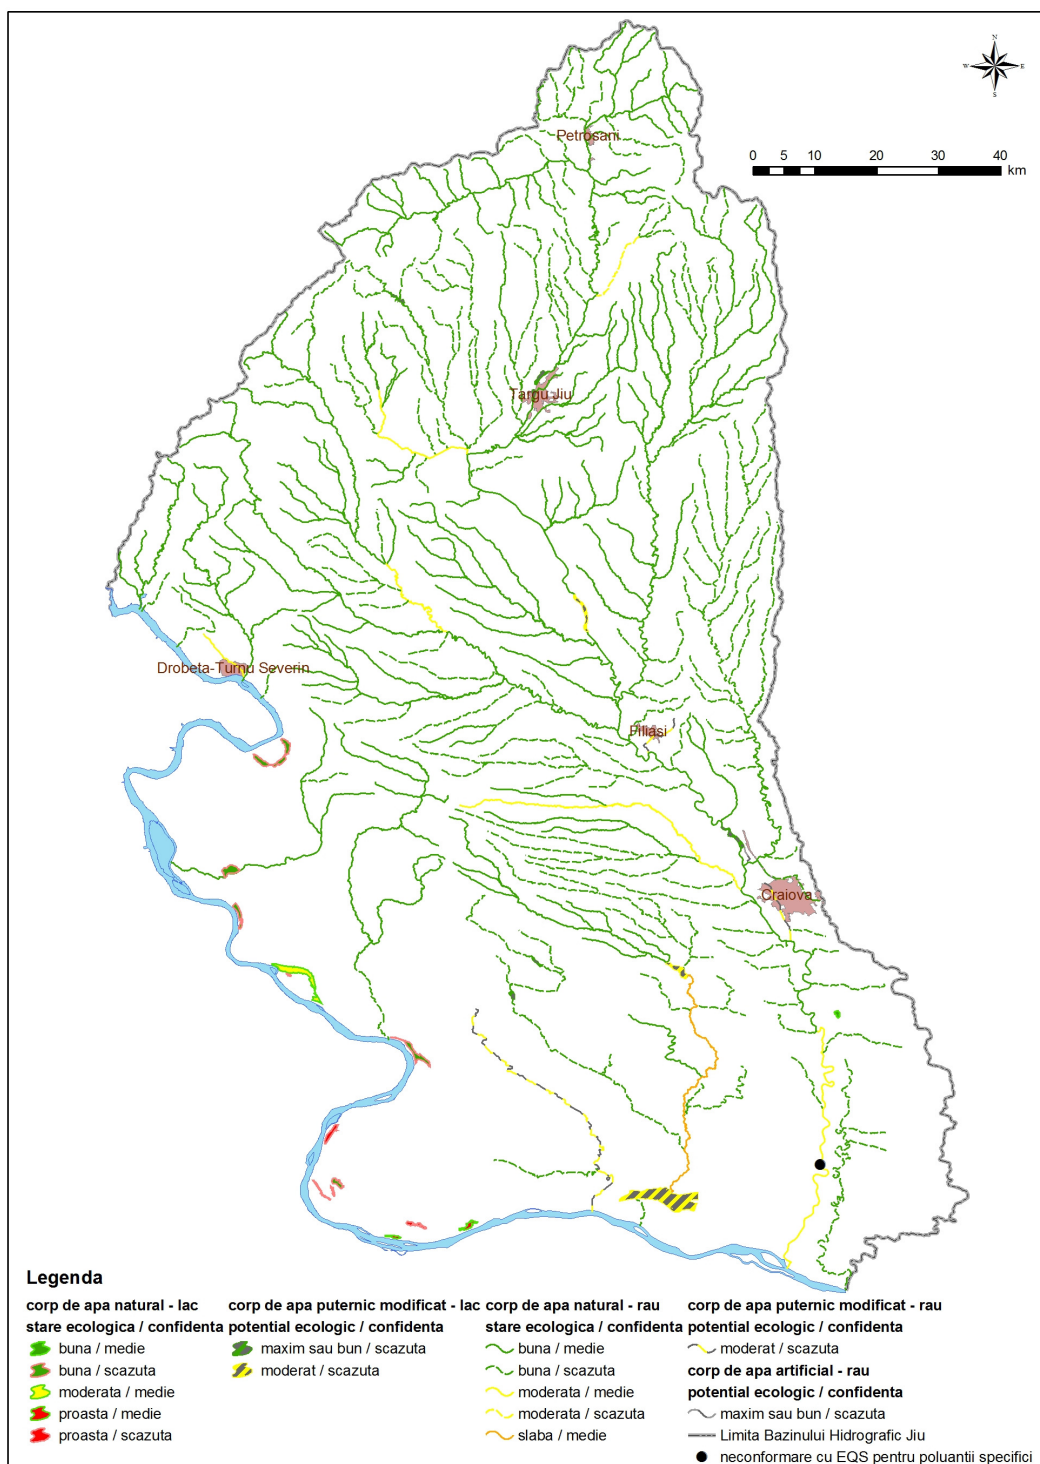 N
W E
S
Petrosani
0 5 10 20 30 40
km
Targu Jiu
Drobeta-Turnu Severin
Filiasi
Craiova
Legenda
corp de apa natural - lac
stare ecologica / confidenta
buna / medie
buna / scazuta
moderata / medie
proasta / medie
proasta / scazuta
corp de apa puternic modificat - lac
potential ecologic / confidenta
maxim sau bun / scazuta
moderat / scazuta
corp de apa natural - rau
stare ecologica / confidenta
buna / medie
buna / scazuta
moderata / medie
moderata / scazuta
slaba / medie
corp de apa puternic modificat - rau
potential ecologic / confidenta
moderat / scazuta
corp de apa artificial - rau
potential ecologic / confidenta
maxim sau bun / scazuta
Limita Bazinului Hidrografic Jiu
neconformare cu EQS pentru poluantii specifici